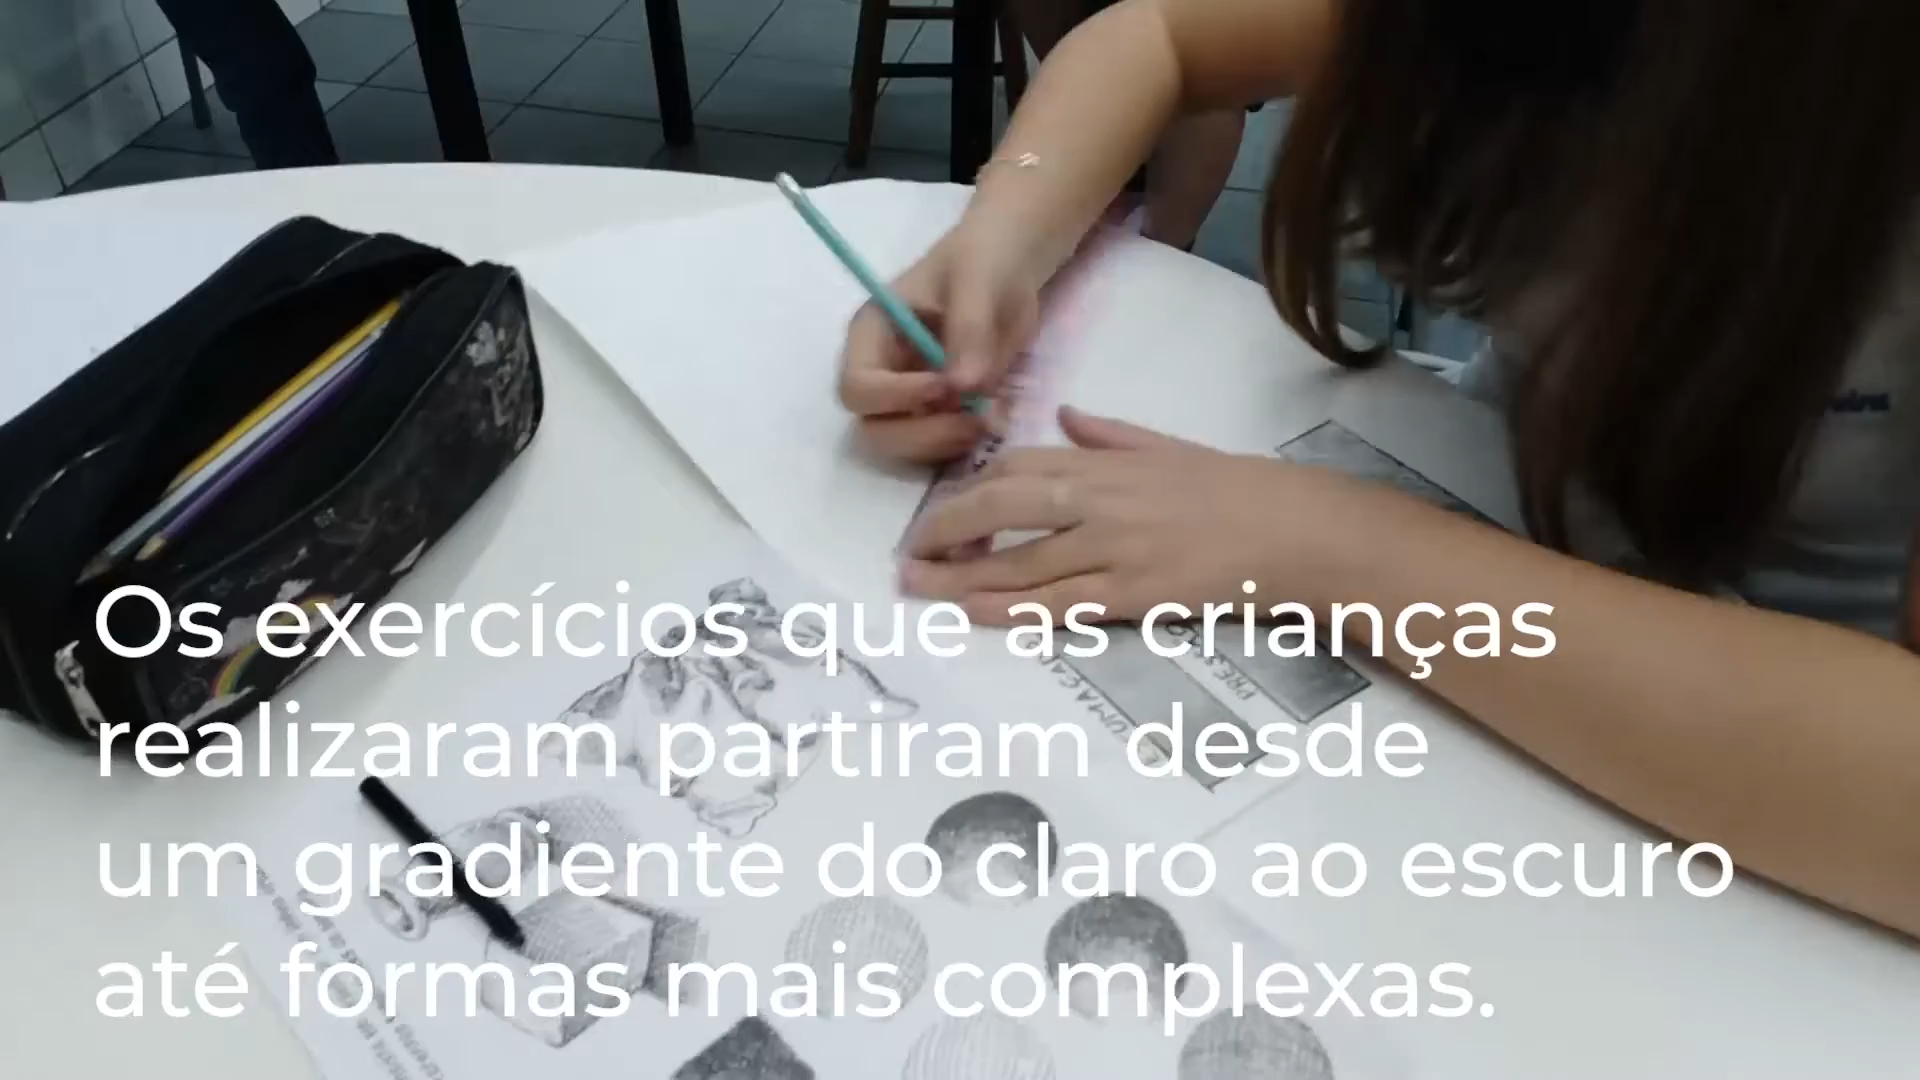 Os exercícios que as crianças
realizaram partiram desde
um gradiente do claro ao escuro
até formas mais complexas.